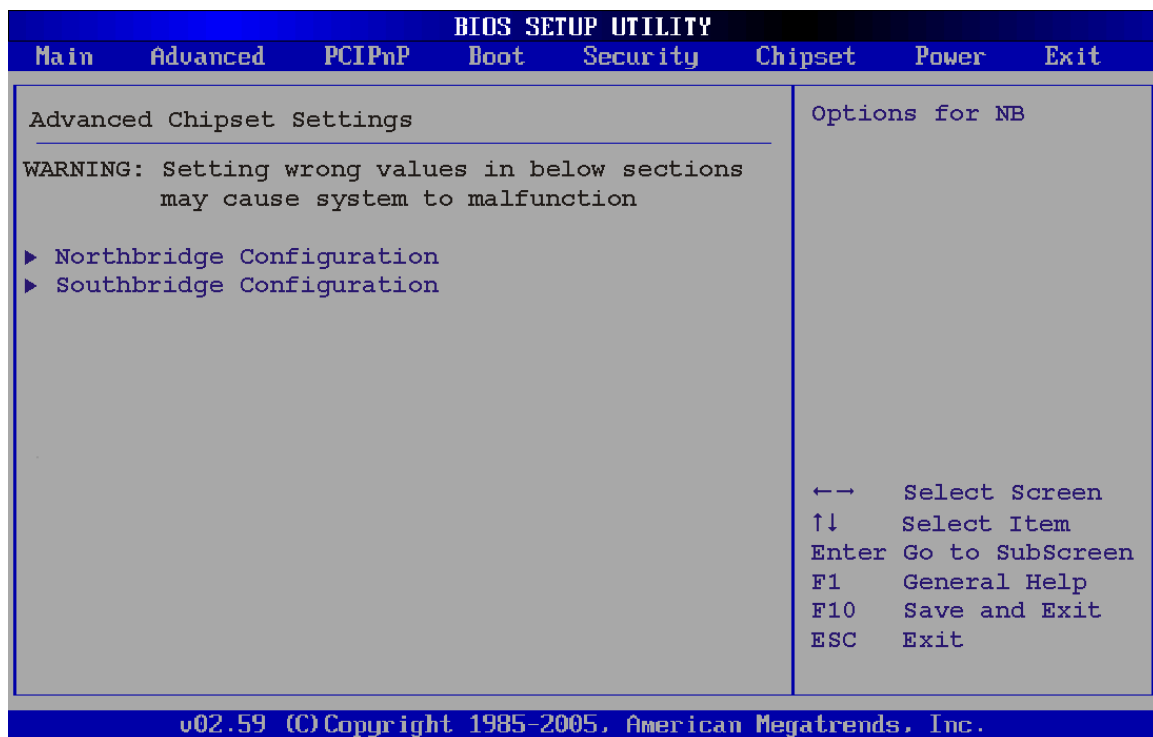 BIOS SETUP UTILITY
Main Advanced PCIPnP Boot Security Chipset Power Exit
Advanced Chipset Settings
WARNING: Setting wrong values in below sections
may cause system to malfunction
▶ Northbridge Configuration
▶ Southbridge Configuration
Options for NB
←→ Select Screen
↑↓ Select Item
Enter Go to SubScreen
F1 General Help
F10 Save and Exit
ESC Exit
v02.59 (C)Copyright 1985-2005, American Megatrends, Inc.